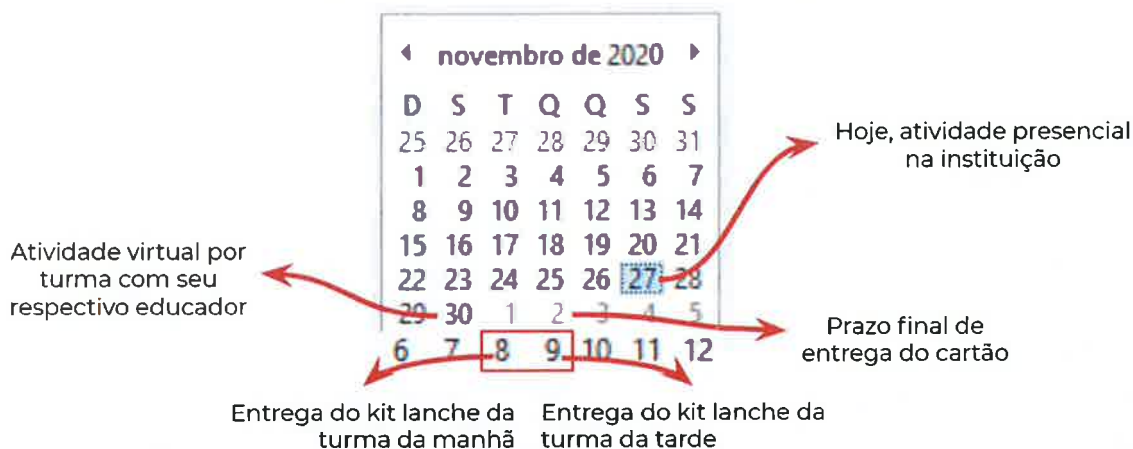 novembro de 2020
D S T Q Q S S
25 26 27 28 29 30 31
1 2 3 4 5 6 7
8 9 10 11 12 13 14
15 16 17 18 19 20 21
22 23 24 25 26 27 28
29 30 1 2 3 4 5
6 7 8 9 10 11 12
Hoje, atividade presencial
na instituição
Atividade virtual por
turma com seu
respectivo educador
Prazo final de
entrega do cartão
Entrega do kit lanche da
turma da manhã
Entrega do kit lanche da
turma da tarde